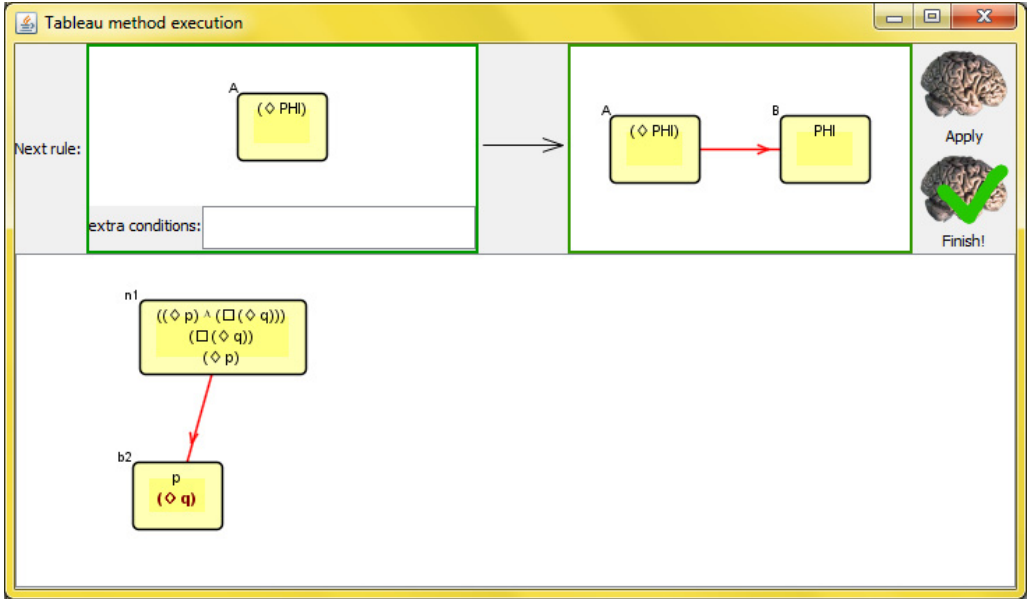 Tableau method execution
Next rule:
A
(◇ PHI)
extra conditions:
A
(◇ PHI)
B
PHI
Apply
Finish!
n1
((◇ p) ∧ (□ (◇ q)))
(□ (◇ q))
(◇ p)
b2
p
(◇ q)